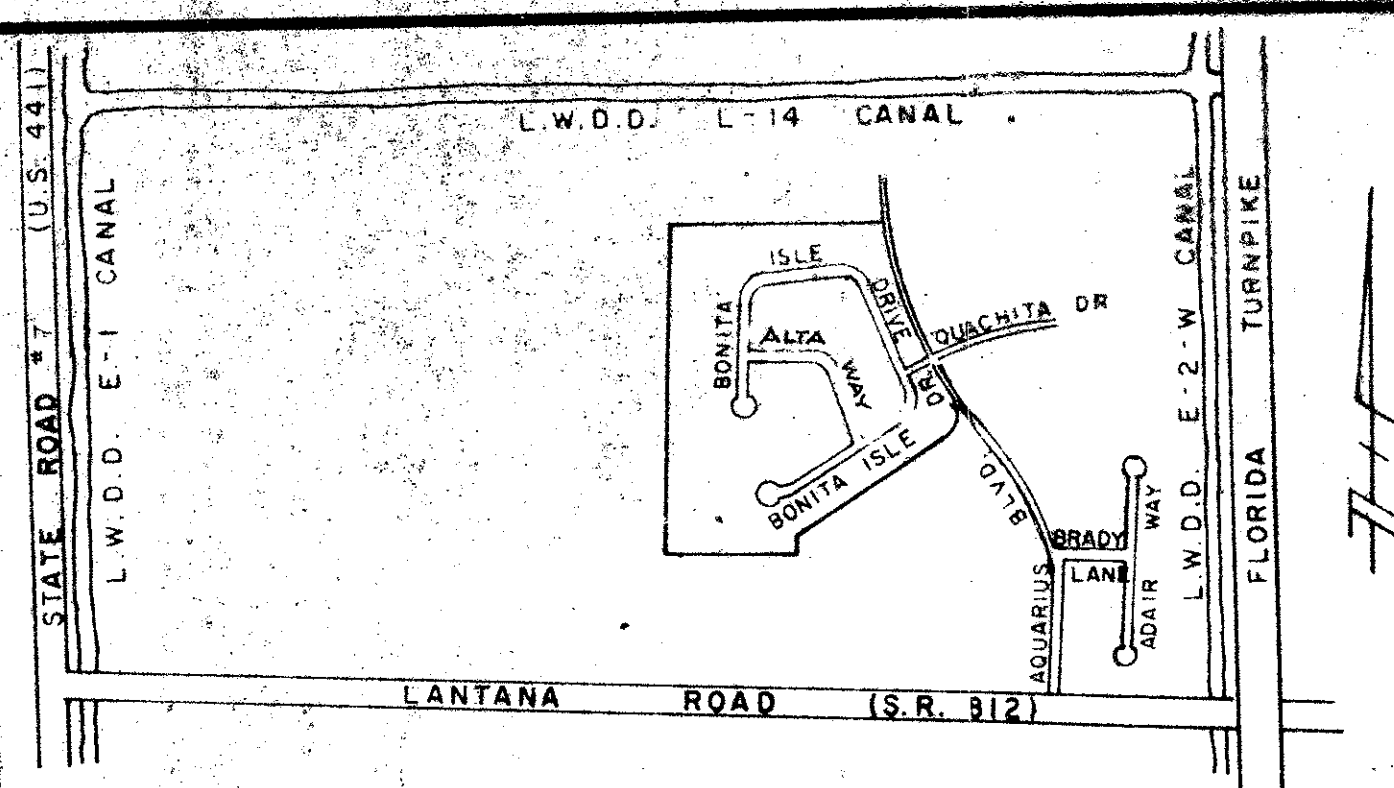 STATE ROAD #7 (U.S. 441)
L.W.D.D. E-1 CANAL
L.W.D.D. L-14 CANAL
ISLE
DRIVE
BONITA
ALTA
WAY
OUACHITA DR
DR.
BONITA ISLE
BLVD.
AQUARIUS
BRADY
LANE
ADAIR WAY
L.W.D.D. E-2-W CANAL
FLORIDA TURNPIKE
LANTANA ROAD (S.R. 812)